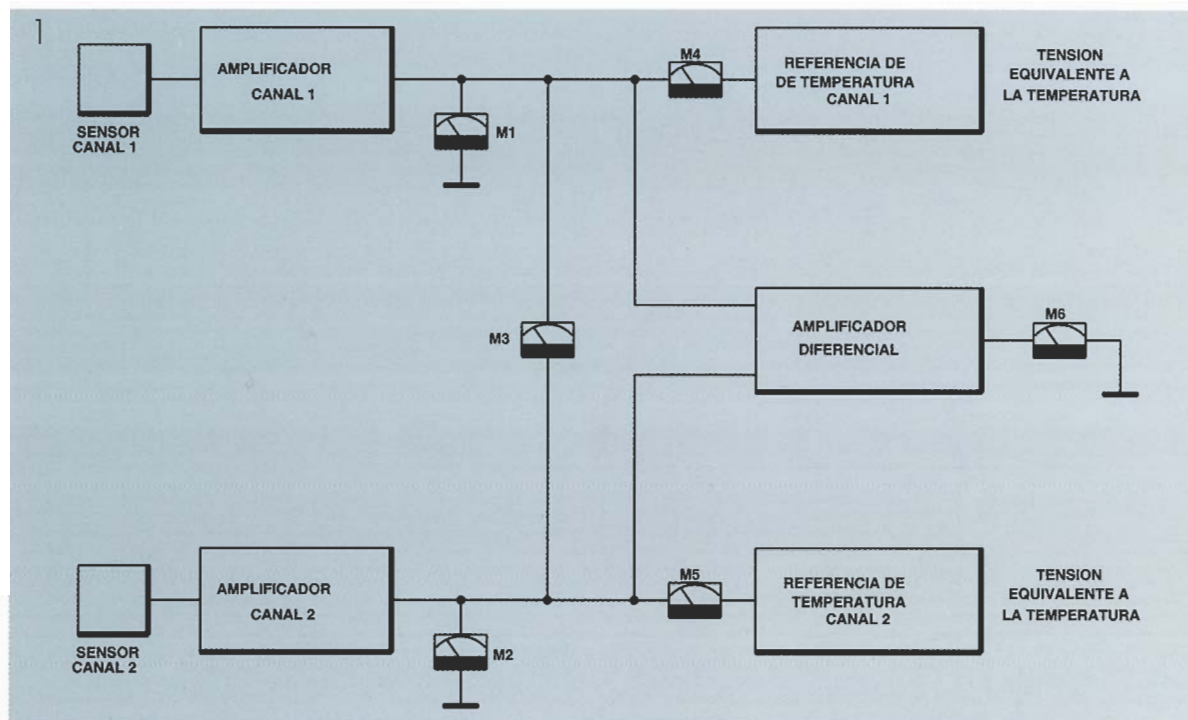 1
SENSOR
CANAL 1
AMPLIFICADOR
CANAL 1
M1
M4
REFERENCIA DE
DE TEMPERATURA
CANAL 1
TENSION
EQUIVALENTE A
LA TEMPERATURA
M3
AMPLIFICADOR
DIFERENCIAL
M6
SENSOR
CANAL 2
AMPLIFICADOR
CANAL 2
M2
M5
REFERENCIA DE
TEMPERATURA
CANAL 2
TENSION
EQUIVALENTE A
LA TEMPERATURA